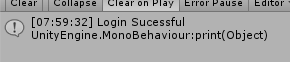 Clear Collapse Clear on Play Error Pause Editor
[07:59:32] Login Sucessful
UnityEngine.MonoBehaviour:print(Object)